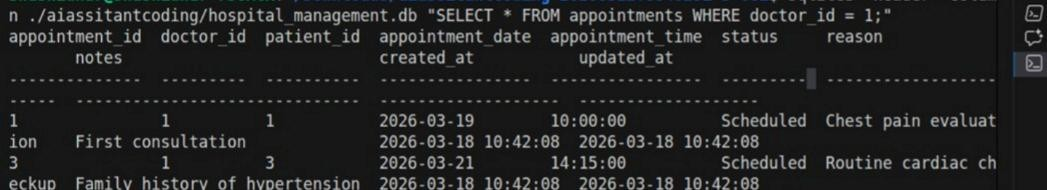 n ./aiassitantcoding/hospital_management.db "SELECT * FROM appointments WHERE doctor_id = 1;"
appointment_id  doctor_id  patient_id  appointment_date  appointment_time  status     reason
       notes                           created_at           updated_at
--------------  ---------  ----------  ----------------  ----------------  ---------  ----------------
-----  ---------------------------  -------------------  -------------------
1               1          1           2026-03-19        10:00:00          Scheduled  Chest pain evaluat
ion    First consultation              2026-03-18 10:42:08  2026-03-18 10:42:08
3               1          3           2026-03-21        14:15:00          Scheduled  Routine cardiac ch
eckup  Family history of hypertension  2026-03-18 10:42:08  2026-03-18 10:42:08